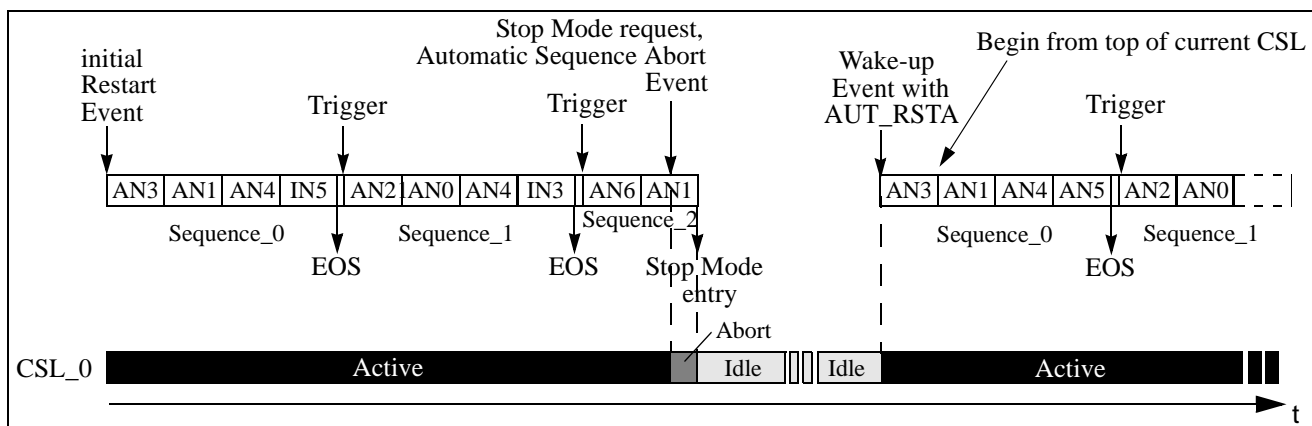 Stop Mode request,
Automatic Sequence Abort
Event
initial
Restart
Event
Trigger
Trigger
Wake-up
Event with
AUT_RSTA
Begin from top of current CSL
Trigger
AN3 AN1 AN4 IN5 AN21 AN0 AN4 IN3 AN6 AN1
AN3 AN1 AN4 AN5 AN2 AN0
Sequence_0
Sequence_1
Sequence_2
Sequence_0
Sequence_1
EOS
EOS
Stop Mode
entry
EOS
Abort
CSL_0
Active
Idle
Idle
Active
t